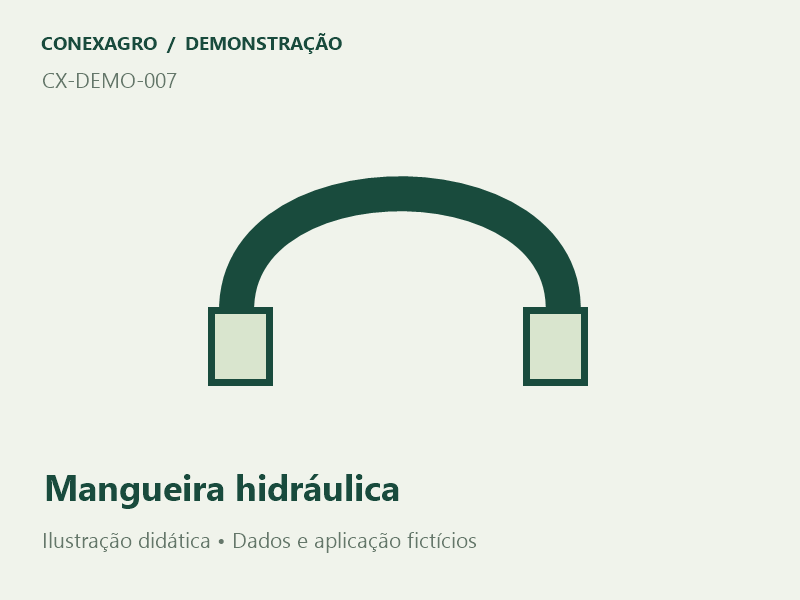 CONEXAGRO / DEMONSTRAÇÃO
CX-DEMO-007
Mangueira hidráulica
Ilustração didática • Dados e aplicação fictícios